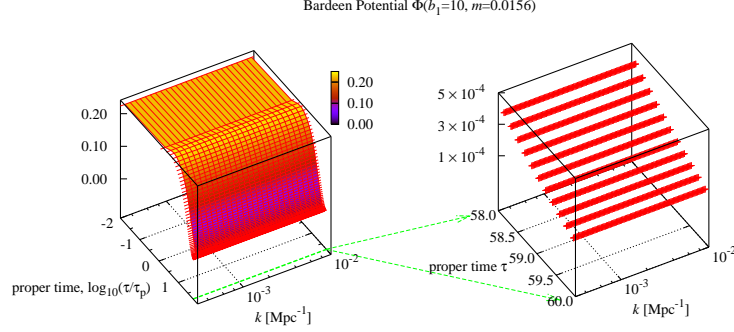 Bardeen Potential Φ(b₁=10, m=0.0156)
0.20
0.10
0.00
0.20
0.10
0.00
-2
-1
0
1
proper time, log₁₀(τ/τₚ)
10⁻³
10⁻²
k [Mpc⁻¹]
5 × 10⁻⁴
3 × 10⁻⁴
1 × 10⁻⁴
58.0
58.5
59.0
59.5
60.0
proper time τ
10⁻³
10⁻²
k [Mpc⁻¹]